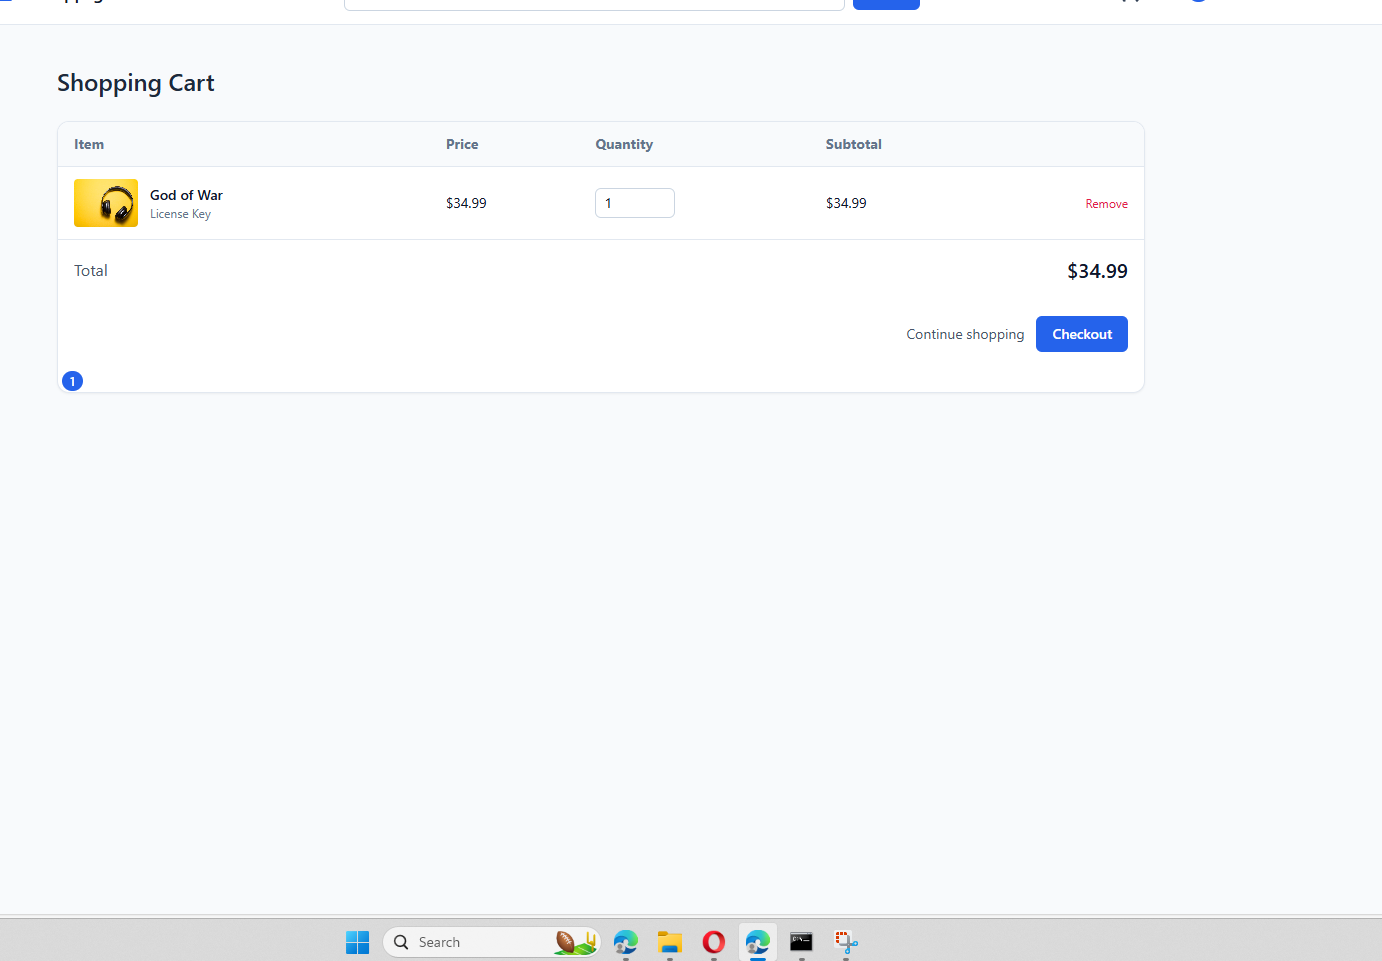 Shopping Cart
Item Price Quantity Subtotal
God of War
License Key
$34.99 1 $34.99 Remove
Total $34.99
Continue shopping Checkout
1
Search